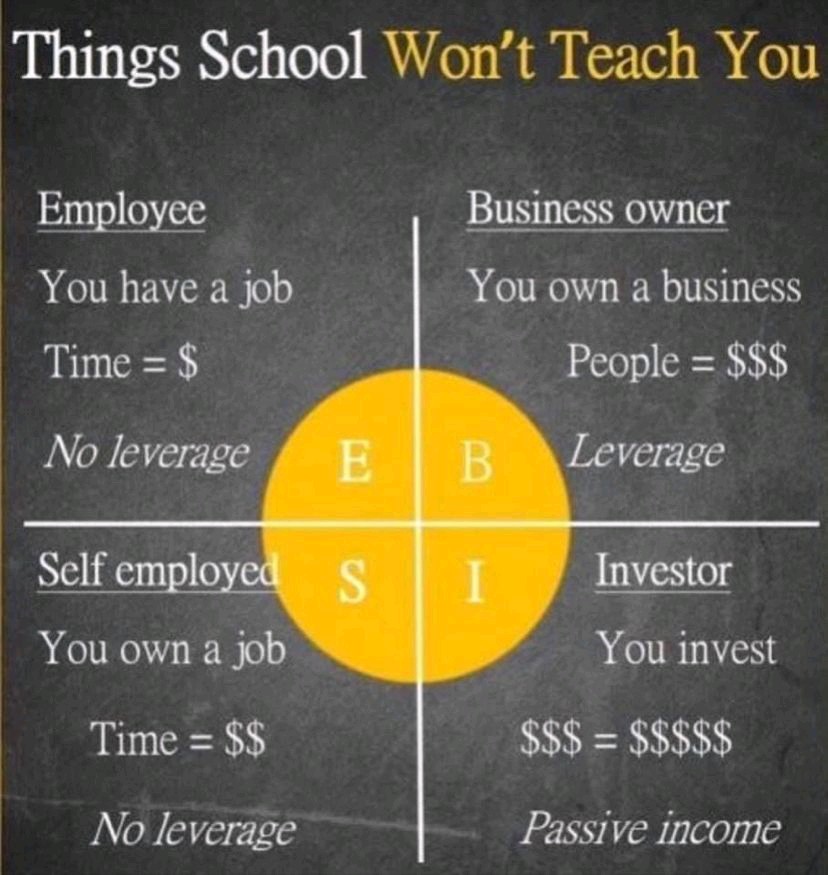 Things School Won't Teach You
Employee
You have a job
Time = $
No leverage
Business owner
You own a business
People = $$$
Leverage
E
B
S
I
Self employed
You own a job
Time = $$
No leverage
Investor
You invest
$$$ = $$$$$
Passive income